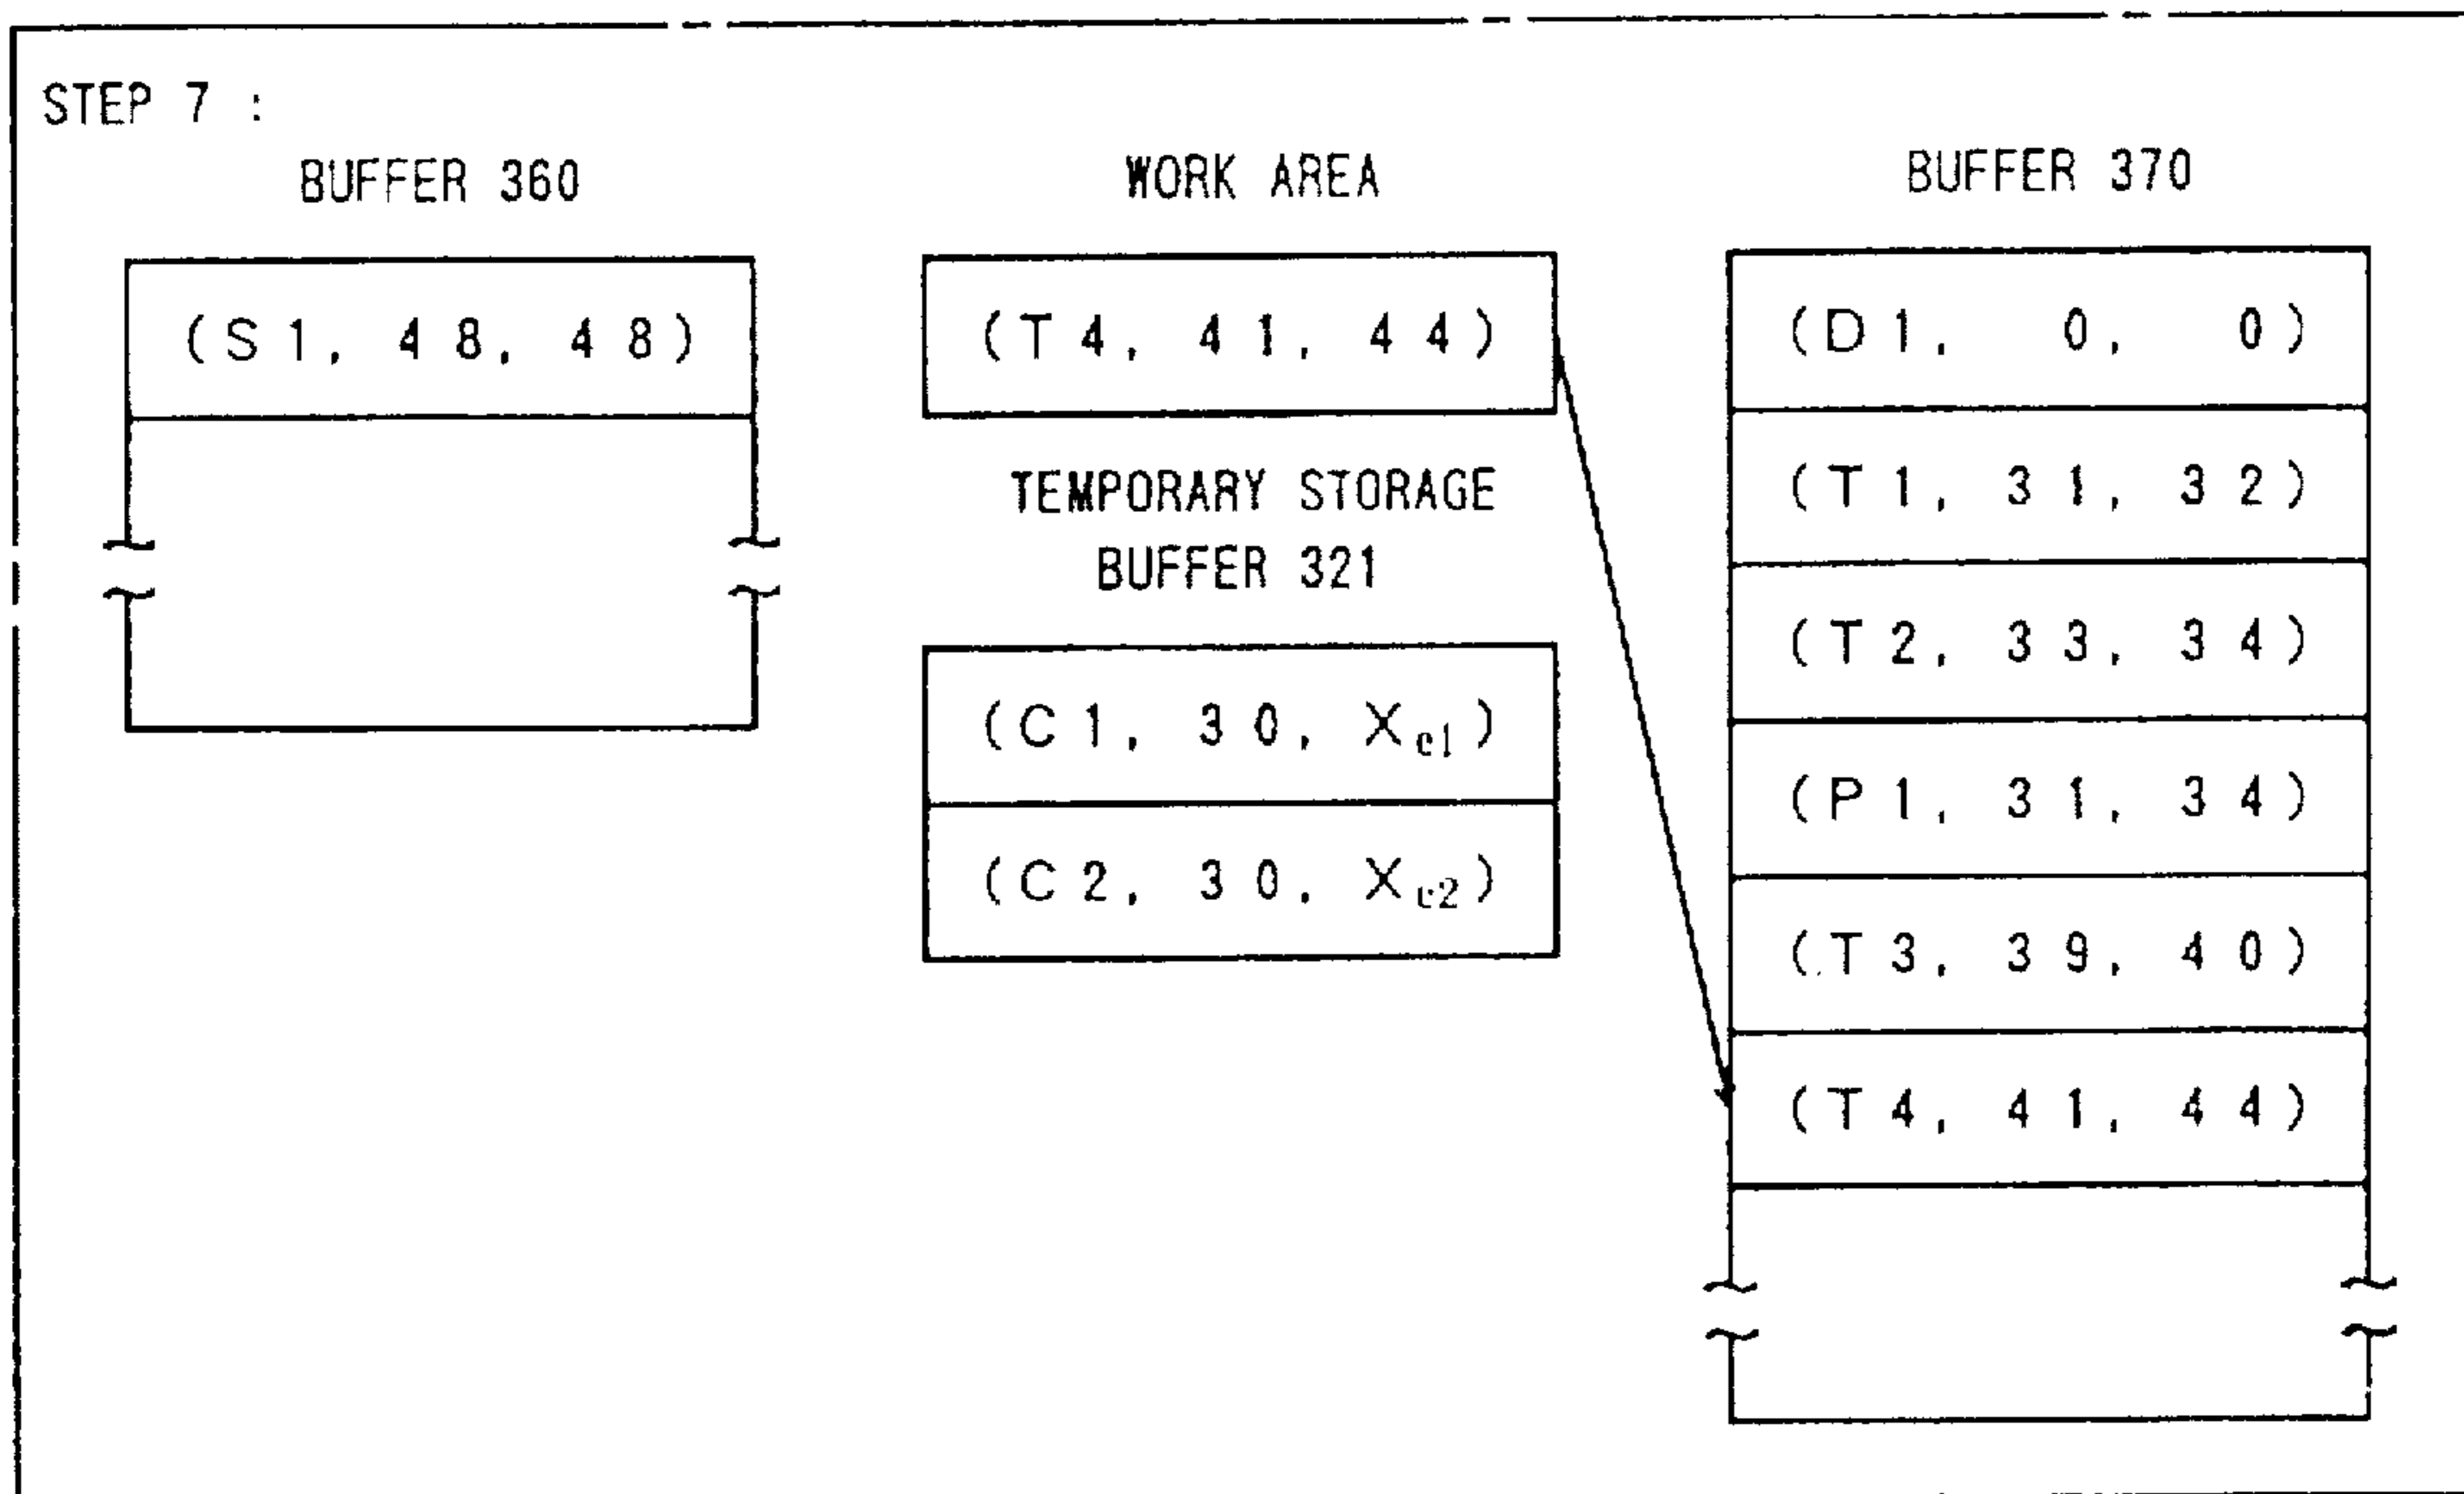 STEP 7 :
BUFFER 360
(S1, 48, 48)
WORK AREA
(T4, 41, 44)
TEMPORARY STORAGE
BUFFER 321
(C1, 30, Xc1)
(C2, 30, Xc2)
BUFFER 370
(D1, 0, 0)
(T1, 31, 32)
(T2, 33, 34)
(P1, 31, 34)
(T3, 39, 40)
(T4, 41, 44)